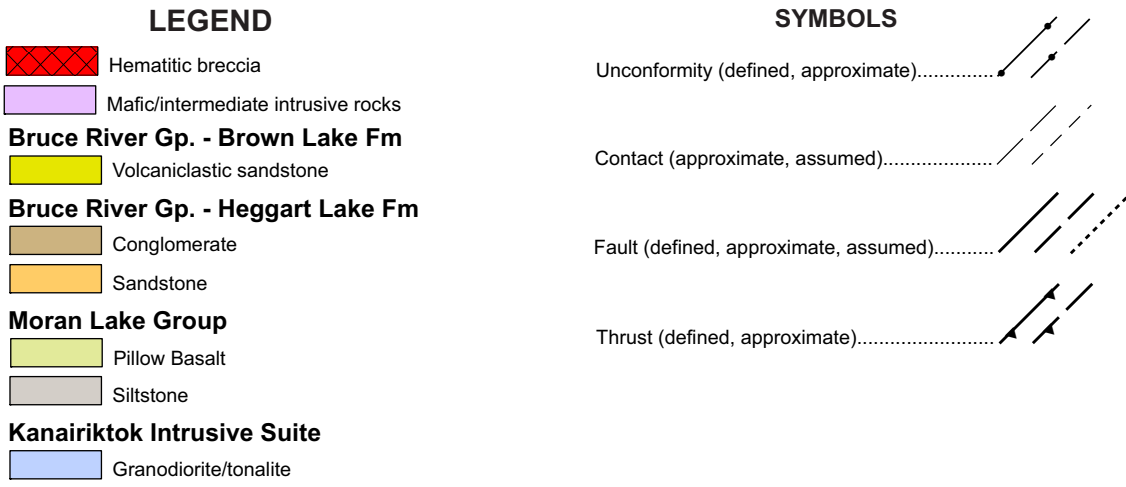 LEGEND
Hematitic breccia
Mafic/intermediate intrusive rocks
Bruce River Gp. - Brown Lake Fm
Volcaniclastic sandstone
Bruce River Gp. - Heggart Lake Fm
Conglomerate
Sandstone
Moran Lake Group
Pillow Basalt
Siltstone
Kanairiktok Intrusive Suite
Granodiorite/tonalite
SYMBOLS
Unconformity (defined, approximate)..............
Contact (approximate, assumed)....................
Fault (defined, approximate, assumed)...........
Thrust (defined, approximate).........................